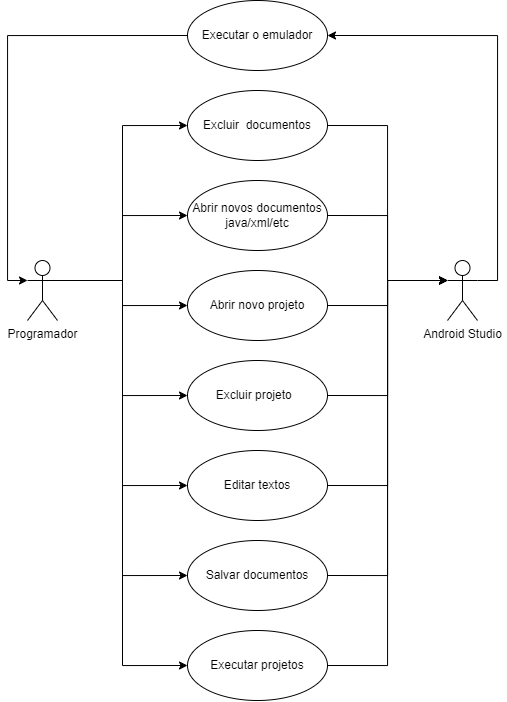 Executar o emulador
Excluir documentos
Abrir novos documentos
java/xml/etc
Abrir novo projeto
Programador
Android Studio
Excluir projeto
Editar textos
Salvar documentos
Executar projetos